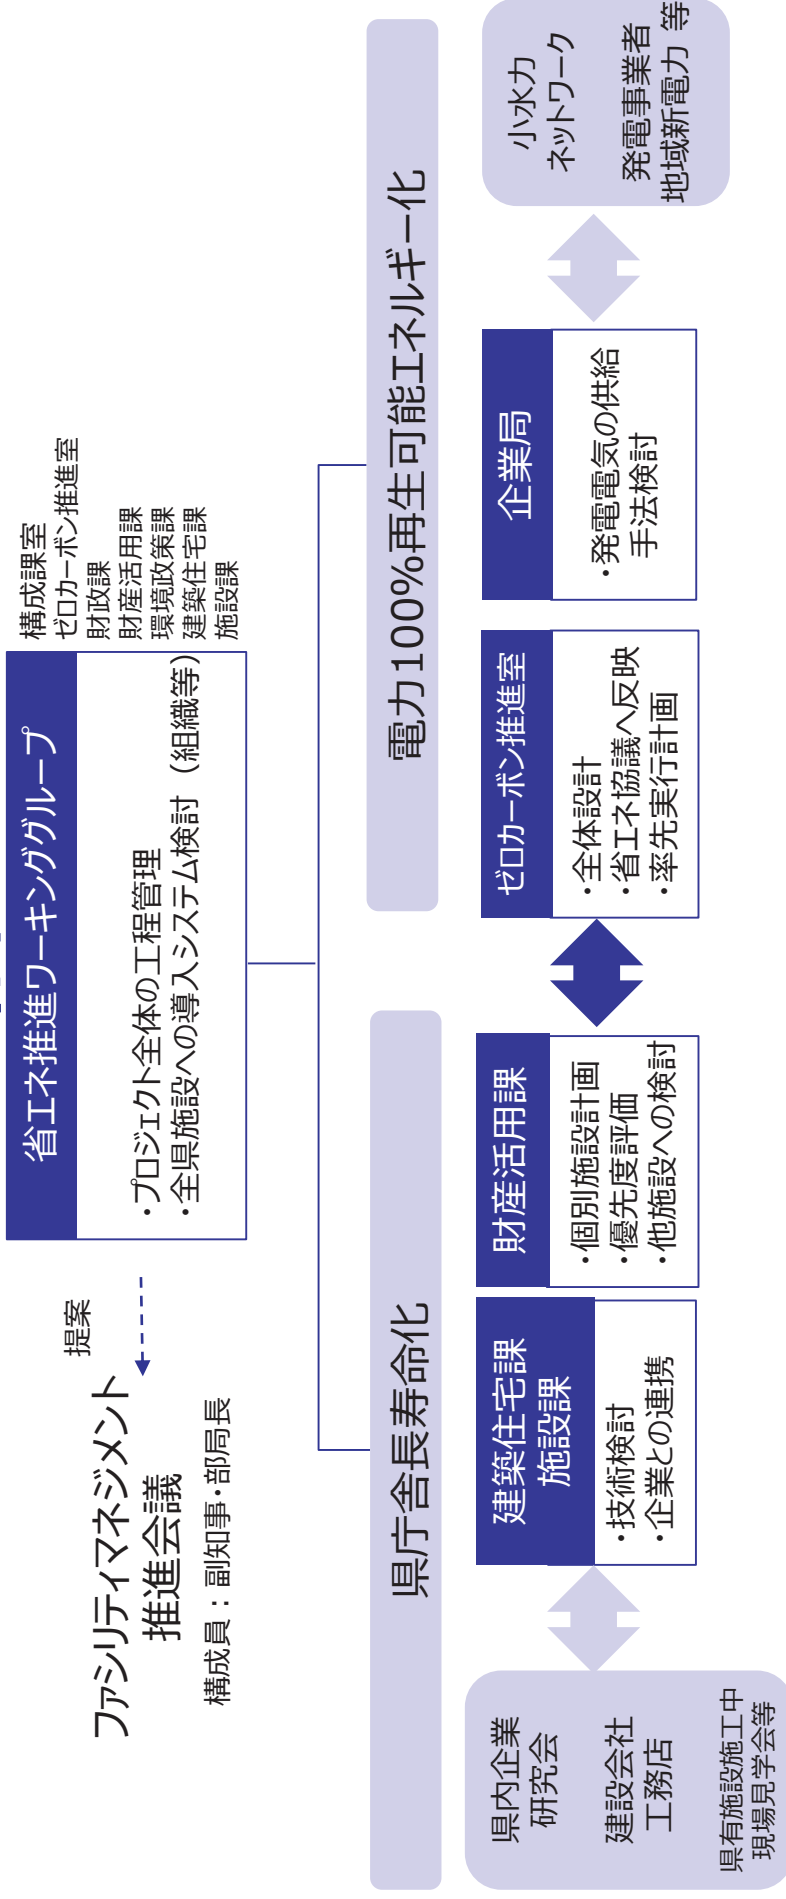 省エネ推進ワーキンググループ
・プロジェクト全体の工程管理
・全県施設への導入システム検討（組織等）
構成課室
ゼロカーボン推進室
財政課
財産活用課
環境政策課
建築住宅課
施設課
提案
ファシリティマネジメント
推進会議
構成員：副知事・部局長
県庁舎長寿命化
電力100%再生可能エネルギー化
県内企業
研究会
建設会社
工務店
県有施設施工中
現場見学会等
建築住宅課
施設課
・技術検討
・企業との連携
財産活用課
・個別施設計画
・優先度評価
・他施設への検討
ゼロカーボン推進室
・全体設計
・省エネ協議へ反映
・率先実行計画
企業局
・発電電気の供給
手法検討
小水力
ネットワーク
発電事業者
地域新電力 等